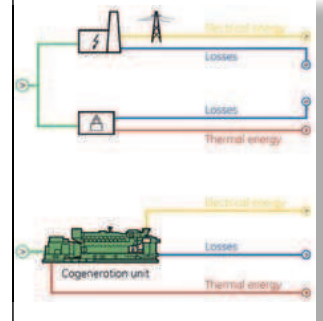 Electrical energy
Losses
Losses
Thermal energy
Electrical energy
Losses
Cogeneration unit
Thermal energy